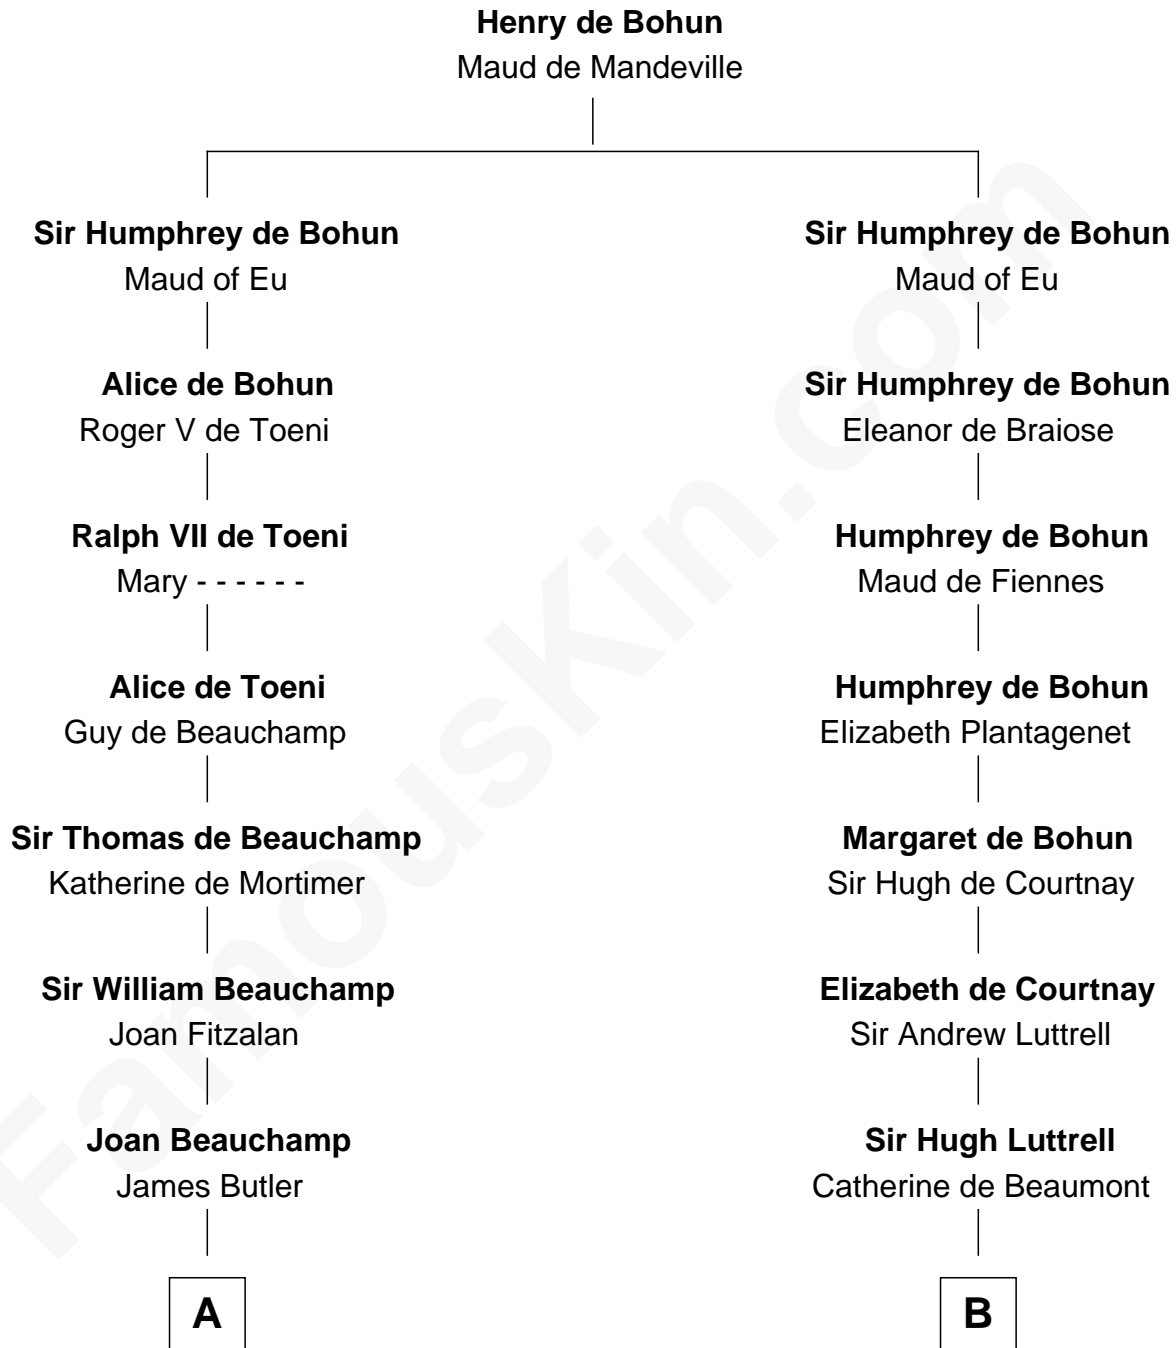 Henry de Bohun
Maud de Mandeville
Sir Humphrey de Bohun
Maud of Eu
Sir Humphrey de Bohun
Maud of Eu
Alice de Bohun
Roger V de Toeni
Sir Humphrey de Bohun
Eleanor de Braiose
Ralph VII de Toeni
Mary - - - - - -
Humphrey de Bohun
Maud de Fiennes
Alice de Toeni
Guy de Beauchamp
Humphrey de Bohun
Elizabeth Plantagenet
Sir Thomas de Beauchamp
Katherine de Mortimer
Margaret de Bohun
Sir Hugh de Courtnay
Sir William Beauchamp
Joan Fitzalan
Elizabeth de Courtnay
Sir Andrew Luttrell
Joan Beauchamp
James Butler
Sir Hugh Luttrell
Catherine de Beaumont
A
B
FamousKin.com